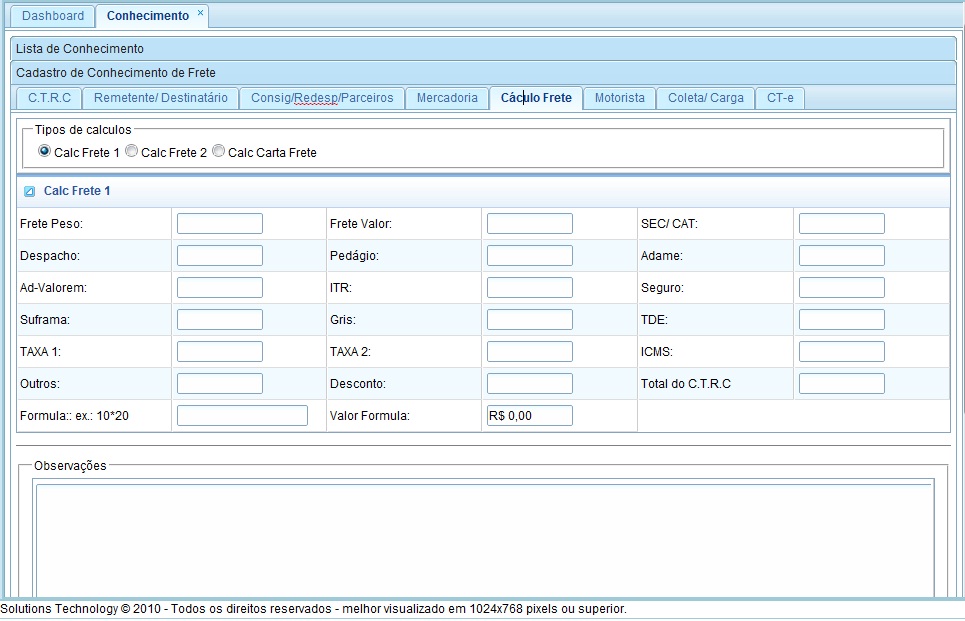 Dashboard Conhecimento ×
Lista de Conhecimento
Cadastro de Conhecimento de Frete
C.T.R.C Remetente/ Destinatário Consig/Redesp/Parceiros Mercadoria Cáculo Frete Motorista Coleta/ Carga CT-e
Tipos de calculos
Calc Frete 1 Calc Frete 2 Calc Carta Frete
Calc Frete 1
Frete Peso: Frete Valor: SEC/ CAT:
Despacho: Pedágio: Adame:
Ad-Valorem: ITR: Seguro:
Suframa: Gris: TDE:
TAXA 1: TAXA 2: ICMS:
Outros: Desconto: Total do C.T.R.C
Formula:: ex.: 10*20 Valor Formula: R$ 0,00
Observações
Solutions Technology © 2010 - Todos os direitos reservados - melhor visualizado em 1024x768 pixels ou superior.